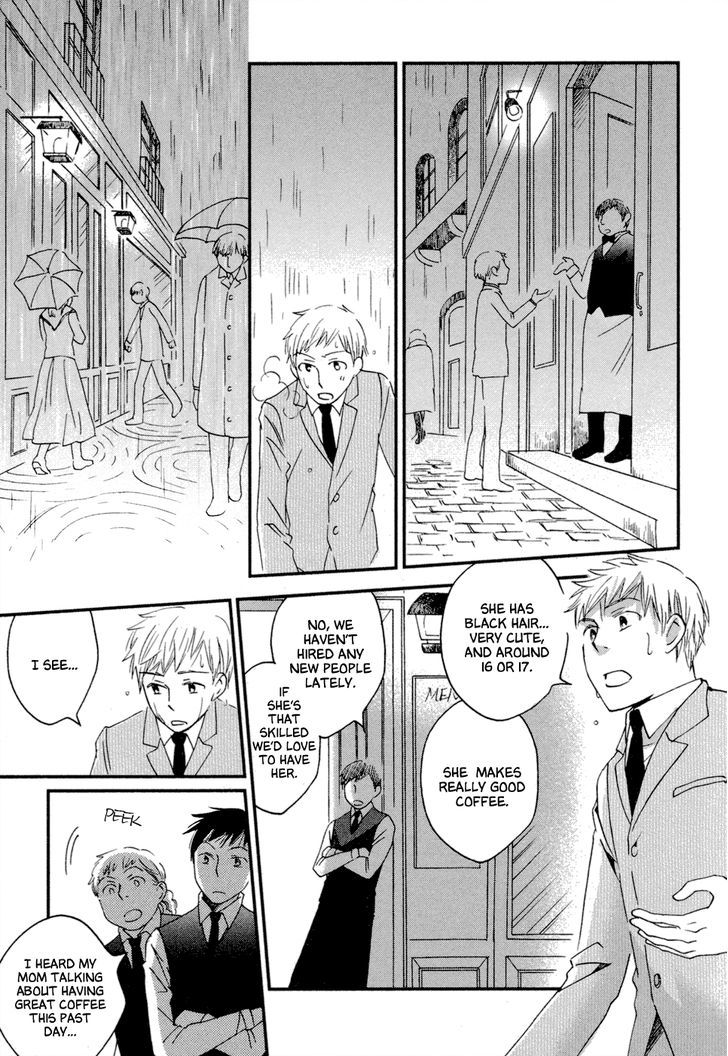 SHE HAS
BLACK HAIR...
VERY CUTE,
AND AROUND
16 OR 17.
SHE MAKES
REALLY GOOD
COFFEE.
MEN
NO, WE
HAVEN'T
HIRED ANY
NEW PEOPLE
LATELY.
IF
SHE'S
THAT
SKILLED
WE'D LOVE
TO HAVE
HER.
I SEE...
PEEK
I HEARD MY
MOM TALKING
ABOUT HAVING
GREAT COFFEE
THIS PAST
DAY...